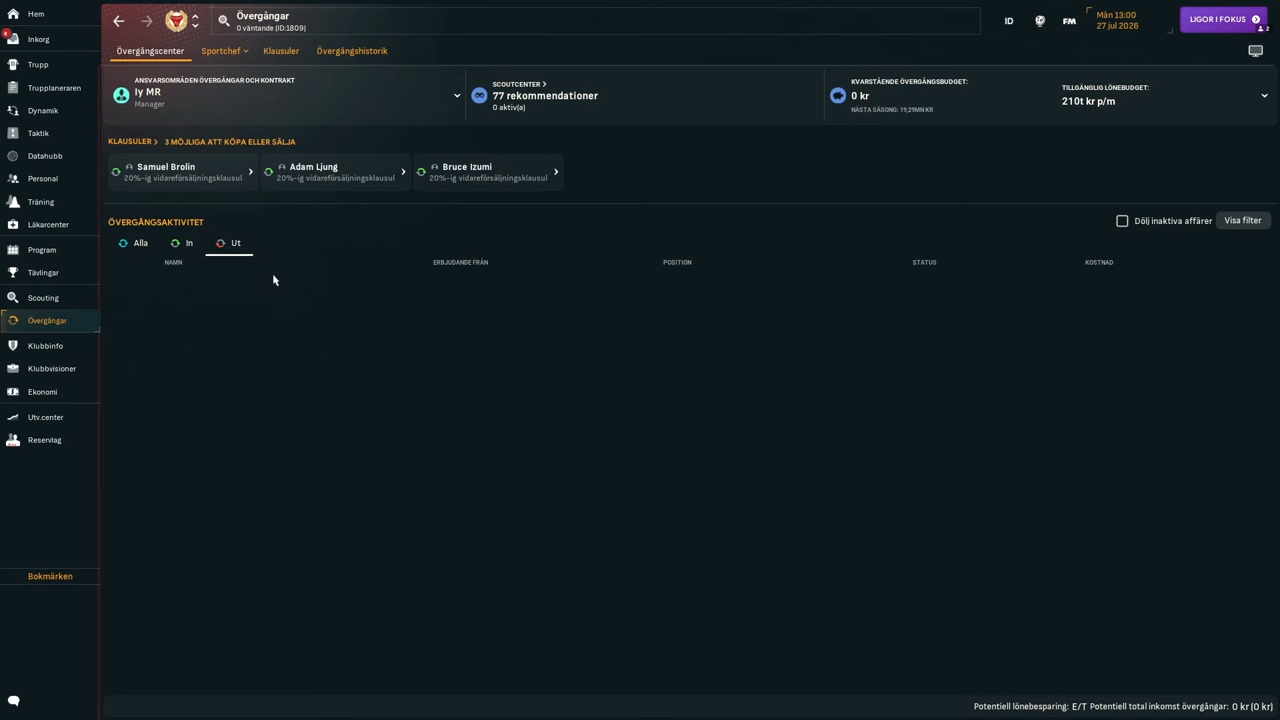 Hem
Övergångar
0 väntande (ID:1809)
ID
FM
Mån 13:00
27 jul 2026
LIGOR I FOKUS
2
6
Inkorg
Övergångscenter
Sportchef
Klausuler
Övergångshistorik
Trupp
Trupplaneraren
Dynamik
Taktik
Datahubb
Personal
Träning
Läkarcenter
Program
Tävlingar
Scouting
Övergångar
Klubbinfo
Klubbvisioner
Ekonomi
Utv.center
Reservlag
Bokmärken
ANSVARSOMRÅDEN ÖVERGÅNGAR OCH KONTRAKT
ly MR
Manager
SCOUTCENTER >
77 rekommendationer
0 aktiv(a)
KVARSTÅENDE ÖVERGÅNGSBUDGET:
0 kr
NÄSTA SÄSONG: 19,29MN KR
TILLGÄNGLIG LÖNEBUDGET:
210t kr p/m
KLAUSULER > 3 MÖJLIGA ATT KÖPA ELLER SÄLJA
Samuel Brolin
20%-ig vidareförsäljningsklausul
Adam Ljung
20%-ig vidareförsäljningsklausul
Bruce Izumi
20%-ig vidareförsäljningsklausul
ÖVERGÅNGSAKTIVITET
Dölj inaktiva affärer
Visa filter
Alla
In
Ut
NAMN
ERBJUDANDE FRÅN
POSITION
STATUS
KOSTNAD
Potentiell lönebesparing: E/T Potentiell total inkomst övergångar: 0 kr(0 kr)